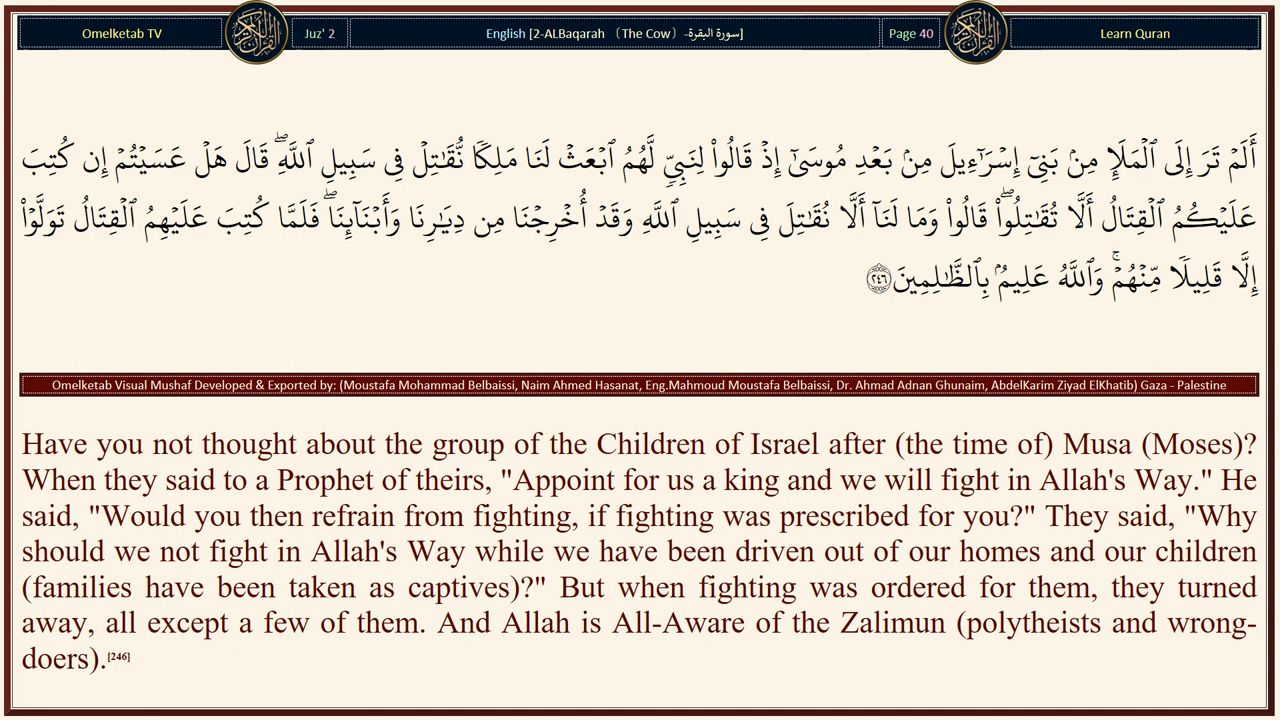 Omelketab TV
Juz' 2
English [2-ALBaqarah （The Cow）-سورة البقرة]
Page 40
Learn Quran
أَلَمۡ تَرَ إِلَى ٱلۡمَلَإِ مِنۢ بَنِيٓ إِسۡرَٰٓءِيلَ مِنۢ بَعۡدِ مُوسَىٰٓ إِذۡ قَالُواْ لِنَبِيّٖ لَّهُمُ ٱبۡعَثۡ لَنَا مَلِكٗا نُّقَٰتِلۡ فِي سَبِيلِ ٱللَّهِۖ قَالَ هَلۡ عَسَيۡتُمۡ إِن كُتِبَ
عَلَيۡكُمُ ٱلۡقِتَالُ أَلَّا تُقَٰتِلُواْۖ قَالُواْ وَمَا لَنَآ أَلَّا نُقَٰتِلَ فِي سَبِيلِ ٱللَّهِ وَقَدۡ أُخۡرِجۡنَا مِن دِيَٰرِنَا وَأَبۡنَآئِنَاۖ فَلَمَّا كُتِبَ عَلَيۡهِمُ ٱلۡقِتَالُ تَوَلَّوۡاْ
إِلَّا قَلِيلٗا مِّنۡهُمۡۚ وَٱللَّهُ عَلِيمُۢ بِٱلظَّٰلِمِينَ ٢٤٦
Omelketab Visual Mushaf Developed & Exported by: (Moustafa Mohammad Belbaissi, Naim Ahmed Hasanat, Eng.Mahmoud Moustafa Belbaissi, Dr. Ahmad Adnan Ghunaim, AbdelKarim Ziyad ElKhatib) Gaza - Palestine
Have you not thought about the group of the Children of Israel after (the time of) Musa (Moses)?
When they said to a Prophet of theirs, "Appoint for us a king and we will fight in Allah's Way." He
said, "Would you then refrain from fighting, if fighting was prescribed for you?" They said, "Why
should we not fight in Allah's Way while we have been driven out of our homes and our children
(families have been taken as captives)?" But when fighting was ordered for them, they turned
away, all except a few of them. And Allah is All-Aware of the Zalimun (polytheists and wrong-
doers).[246]